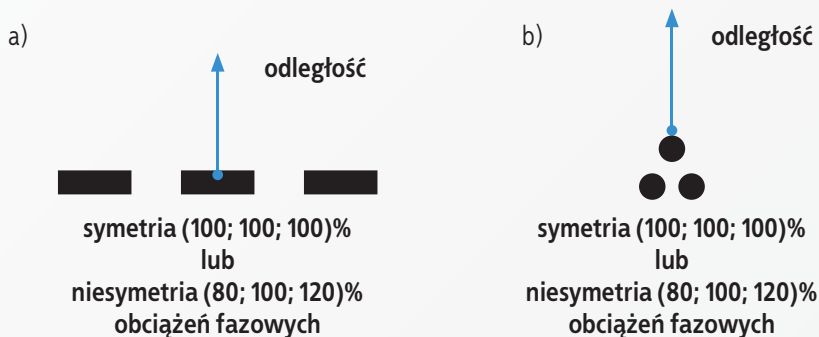 a)
odległość
symetria (100; 100; 100)%
lub
niesymetria (80; 100; 120)%
obciążeń fazowych
b)
odległość
symetria (100; 100; 100)%
lub
niesymetria (80; 100; 120)%
obciążeń fazowych